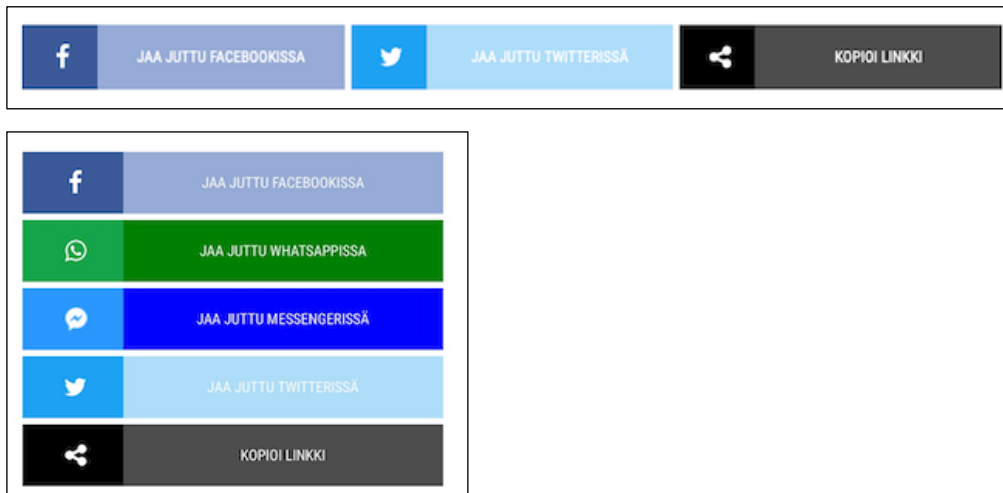 JAA JUTTU FACEBOOKISSA JAA JUTTU TWITTERISSÄ KOPIOI LINKKI
JAA JUTTU FACEBOOKISSA
JAA JUTTU WHATSAPPISSA
JAA JUTTU MESSENGERISSÄ
JAA JUTTU TWITTERISSÄ
KOPIOI LINKKI